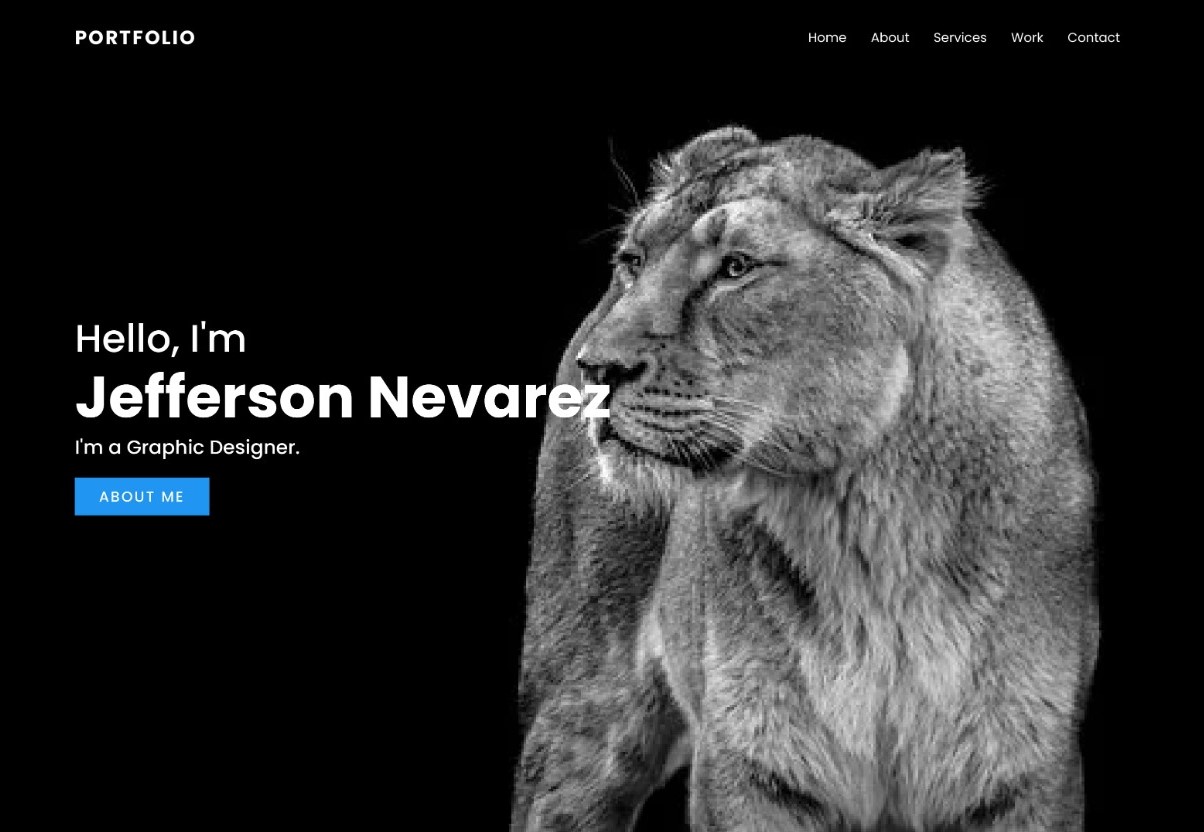 PORTFOLIO
Home About Services Work Contact
Hello, I'm
Jefferson Nevarez
I'm a Graphic Designer.
ABOUT ME